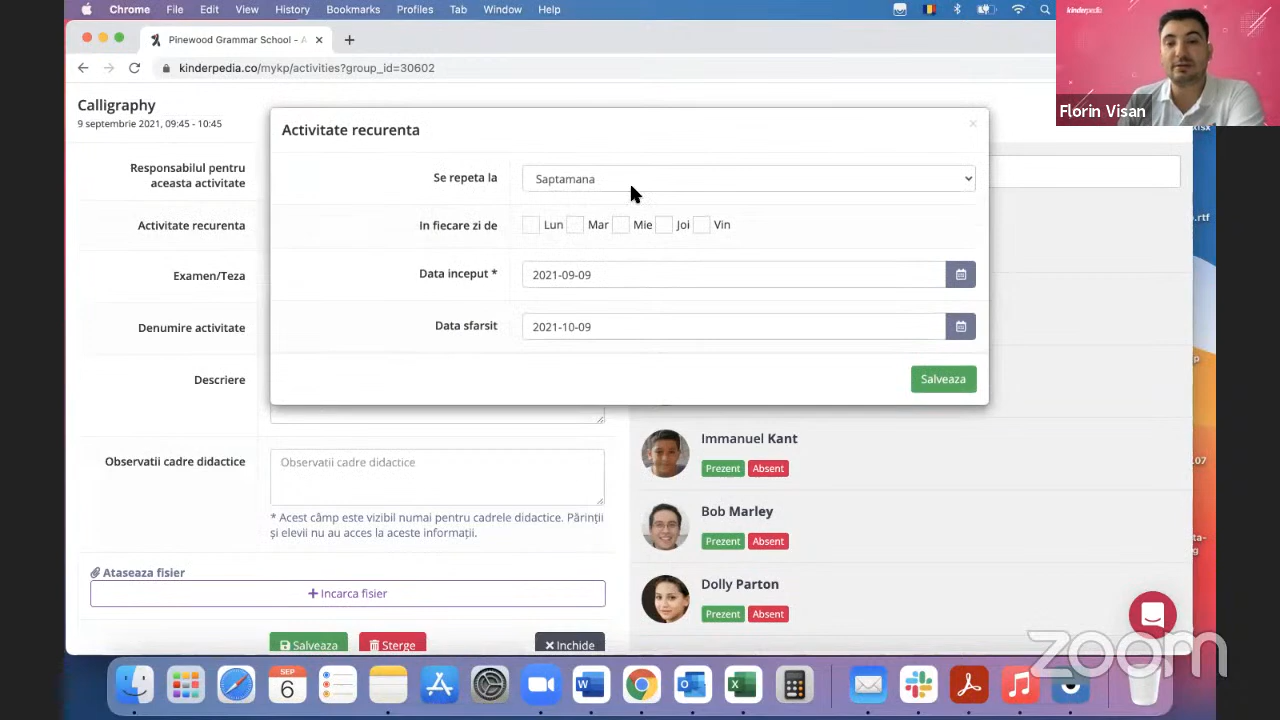 Chrome File Edit View History Bookmarks Profiles Tab Window Help
Pinewood Grammar School - A
kinderpedia.co/mykp/activities?group_id=30602
kinderpedia
Florin Visan
Calligraphy
9 septembrie 2021, 09:45 - 10:45
Activitate recurenta
Responsabilul pentru
aceasta activitate
Se repeta la
Saptamana
Activitate recurenta
In fiecare zi de
Lun Mar Mie Joi Vin
Examen/Teza
Data inceput *
2021-09-09
Denumire activitate
Data sfarsit
2021-10-09
Descriere
Salveaza
Immanuel Kant
Prezent Absent
Observatii cadre didactice
Observatii cadre didactice
* Acest câmp este vizibil numai pentru cadrele didactice. Părinții
și elevii nu au acces la aceste informații.
Bob Marley
Prezent Absent
Ataseaza fisier
Incarca fisier
Dolly Parton
Prezent Absent
Salveaza
Sterge
Inchide
.rtf
zoom
SEP
6